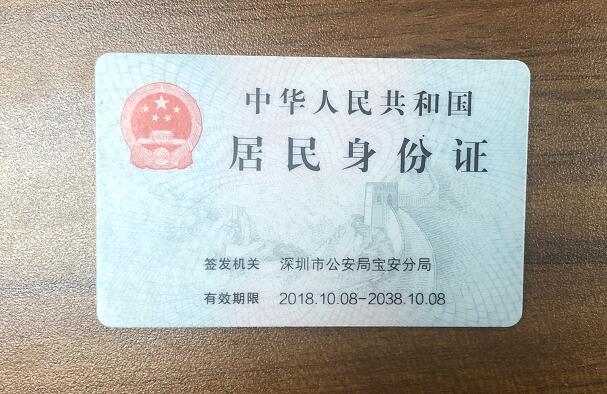 中华人民共和国
居民身份证
签发机关 深圳市公安局宝安分局
有效期限 2018.10.08-2038.10.08